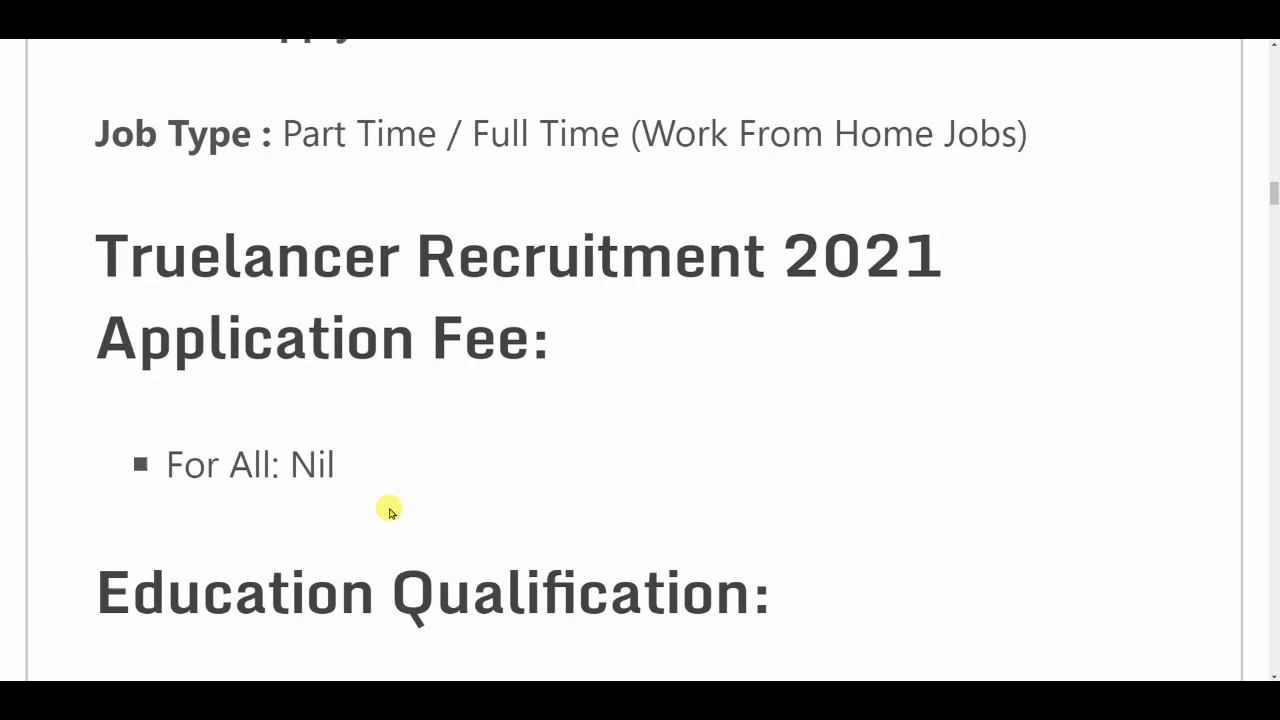 Job Type : Part Time / Full Time (Work From Home Jobs)
Truelancer Recruitment 2021
Application Fee:
▪ For All: Nil
Education Qualification: